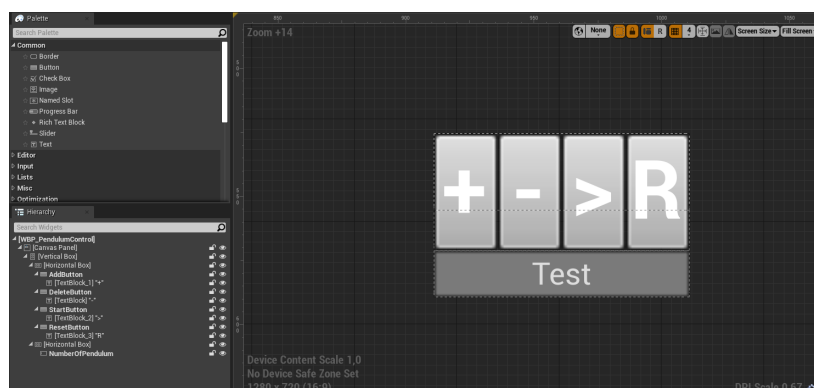 Palette
Search Palette
Common
Border
Button
Check Box
Image
Named Slot
Progress Bar
Rich Text Block
Slider
Text
Editor
Input
Lists
Misc
Optimization
Hierarchy
Search Widgets
[WBP_PendulumControl]
[Canvas Panel]
[Vertical Box]
[Horizontal Box]
AddButton
[TextBlock_1] "+"
DeleteButton
[TextBlock] "-"
StartButton
[TextBlock_2] ">"
ResetButton
[TextBlock_3] "R"
[Horizontal Box]
NumberOfPendulum
850 900 950 1000 1050
Zoom +14
None R 4 Screen Size Fill Screen
+ - > R
Test
Device Content Scale 1,0
No Device Safe Zone Set
1280 x 720 (16:9)
DPI Scale 0.67